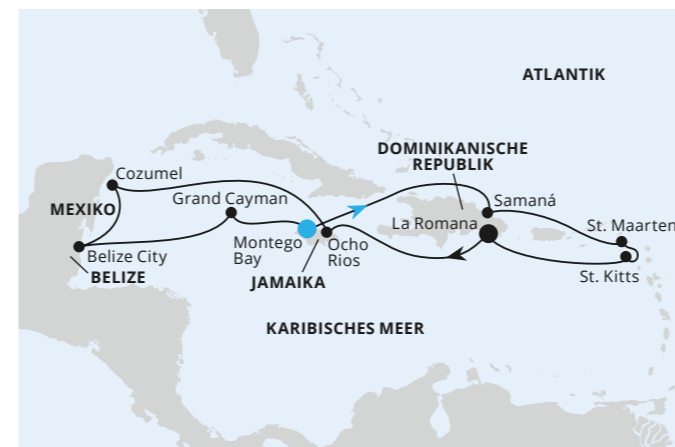 ATLANTIK
DOMINIKANISCHE
REPUBLIK
Cozumel
Grand Cayman
Samaná
MEXIKO
La Romana
St. Maarten
Montego
Bay
Ocho
Rios
Belize City
BELIZE
JAMAIKA
St. Kitts
KARIBISCHES MEER